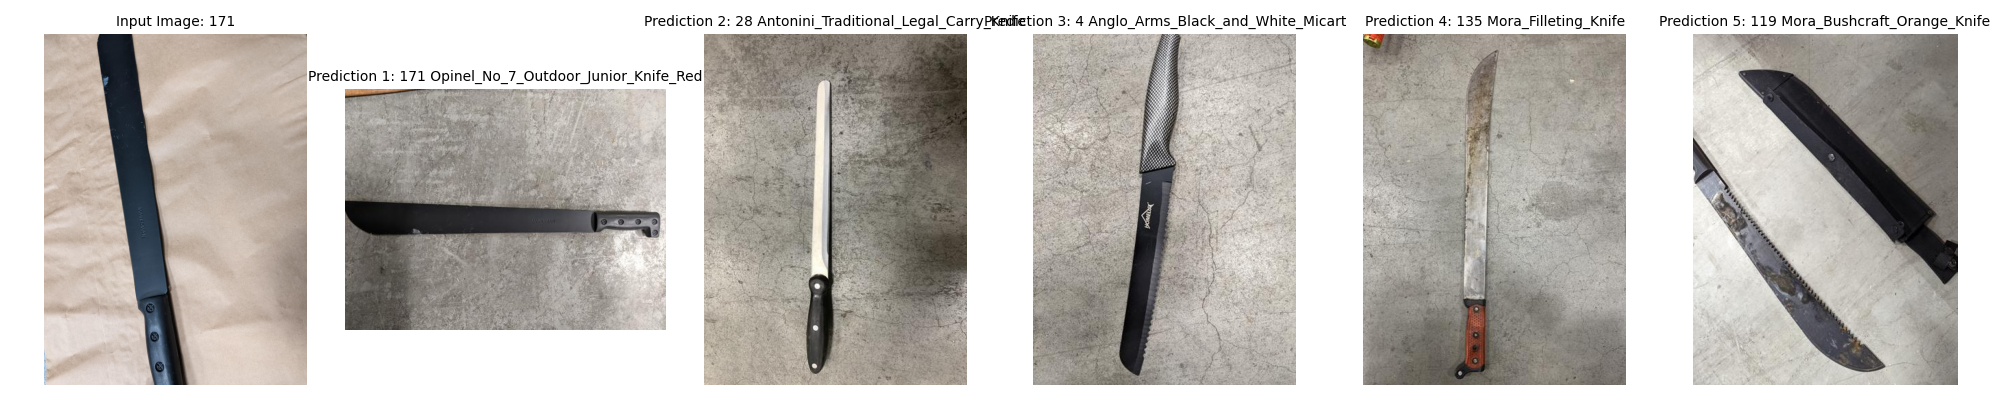 Input Image: 171
Prediction 1: 171 Opinel_No_7_Outdoor_Junior_Knife_Red
Prediction 2: 28 Antonini_Traditional_Legal_Carry_Knife
Prediction 3: 4 Anglo_Arms_Black_and_White_Micart
Prediction 4: 135 Mora_Filleting_Knife
Prediction 5: 119 Mora_Bushcraft_Orange_Knife